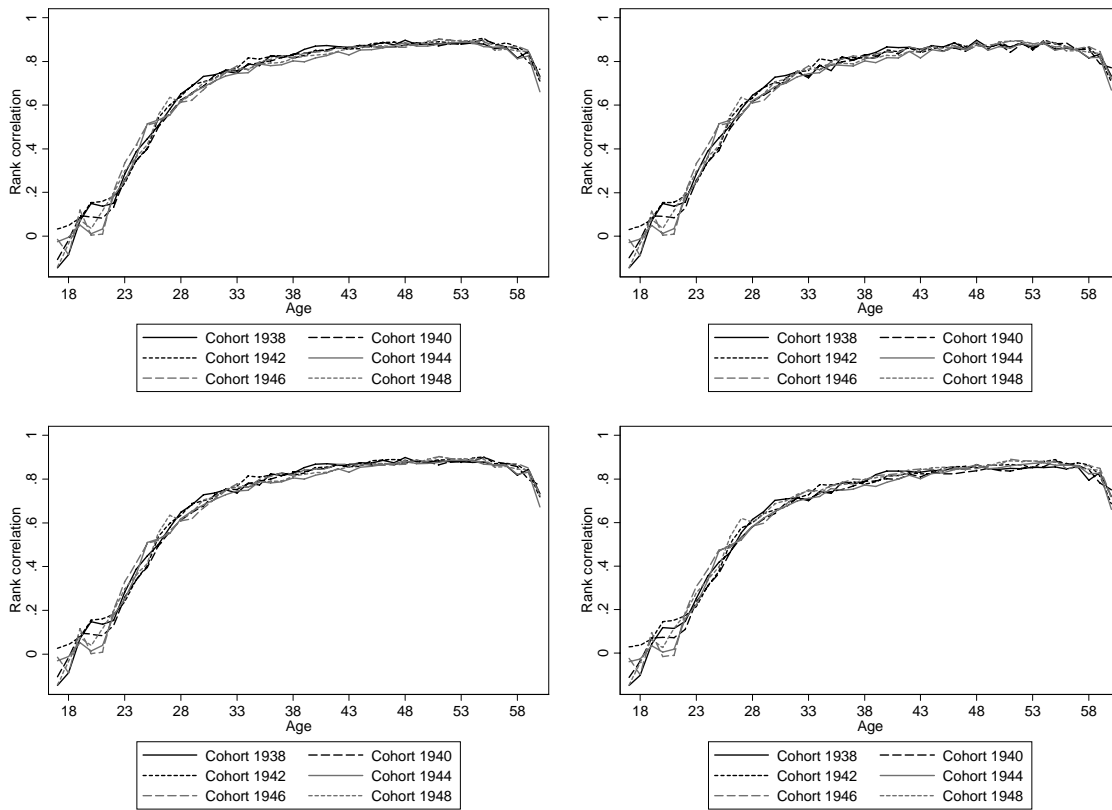 1
.8
.6
.4
.2
0
Rank correlation
18 23 28 33 38 43 48 53 58
Age
Cohort 1938 Cohort 1940
Cohort 1942 Cohort 1944
Cohort 1946 Cohort 1948
1
.8
.6
.4
.2
0
Rank correlation
18 23 28 33 38 43 48 53 58
Age
Cohort 1938 Cohort 1940
Cohort 1942 Cohort 1944
Cohort 1946 Cohort 1948
1
.8
.6
.4
.2
0
Rank correlation
18 23 28 33 38 43 48 53 58
Age
Cohort 1938 Cohort 1940
Cohort 1942 Cohort 1944
Cohort 1946 Cohort 1948
1
.8
.6
.4
.2
0
Rank correlation
18 23 28 33 38 43 48 53 58
Age
Cohort 1938 Cohort 1940
Cohort 1942 Cohort 1944
Cohort 1946 Cohort 1948